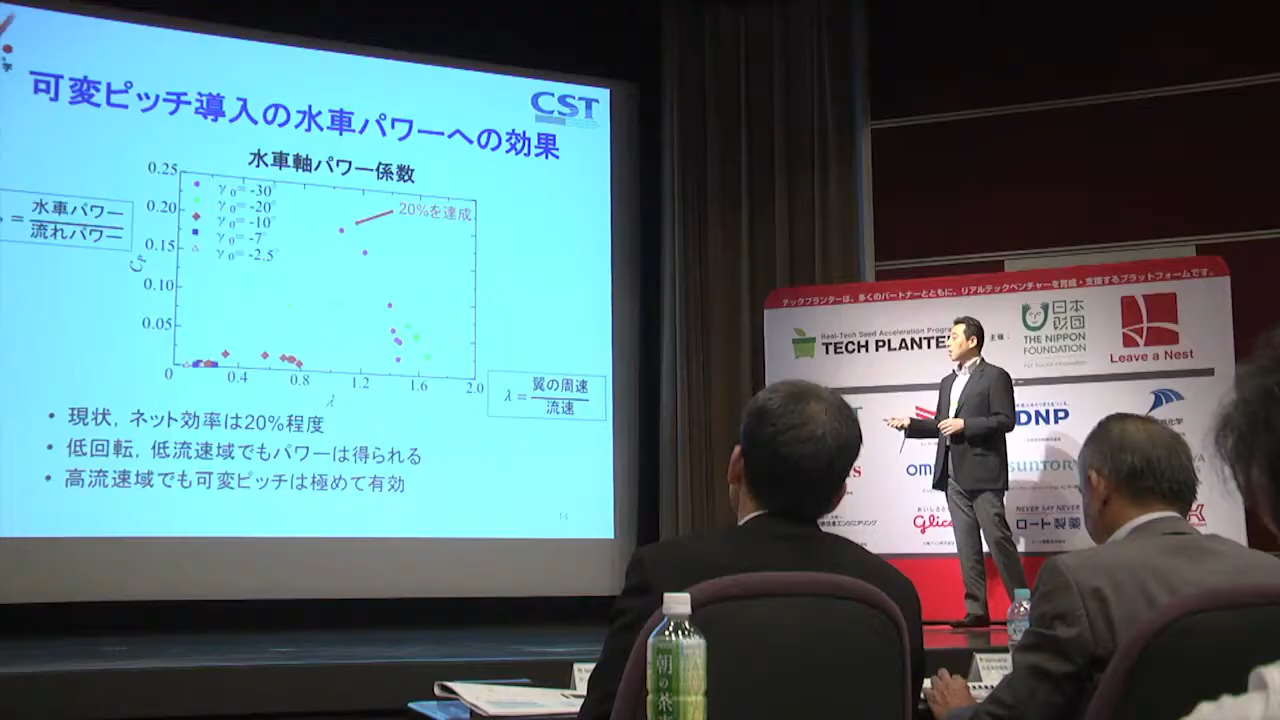 可変ピッチ導入の水車パワーへの効果
CST
水車軸パワー係数
0.25
0.20
0.15
0.10
0.05
0
0.4
0.8
1.2
1.6
2.0
γ₀= -30°
γ₀= -20°
γ₀= -10°
γ₀= -7°
γ₀= -2.5°
20%を達成
= 水車パワー
流れパワー
λ
λ = 翼の周速
流速
• 現状, ネット効率は20%程度
• 低回転, 低流速域でもパワーは得られる
• 高流速域でも可変ピッチは極めて有効
14
テックプランターは、多くのパートナーとともに、リアルテックベンチャーを育成・支援するプラットフォームです。
Real-Tech Seed Acceleration Progra
TECH PLANTE
主催:
日本
財団
THE NIPPON
FOUNDATION
Leave a Nest
DNP
SUNTORY
Glico
NEVER SAY NEVER
ロート製薬
朝の茶